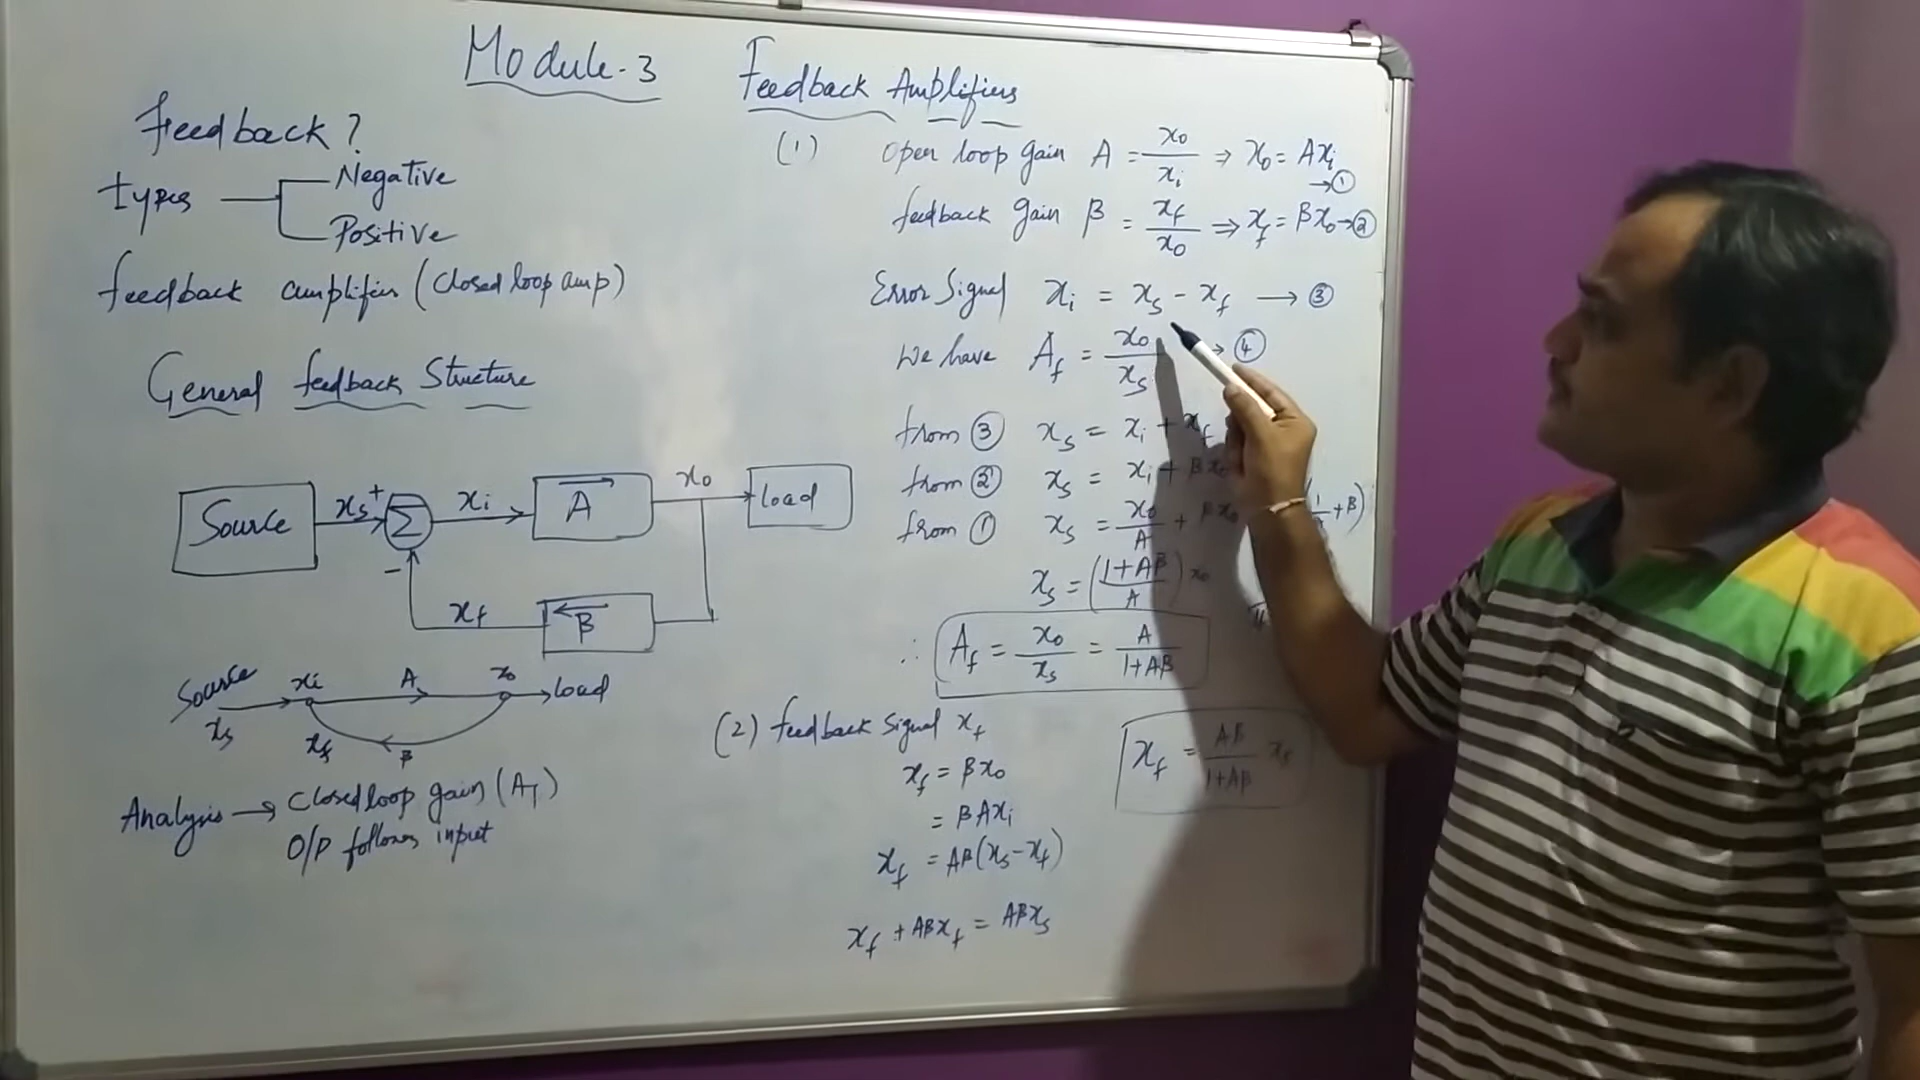 Module-3 Feedback Amplifiers
Feedback?
types
Negative
Positive
feedback amplifier (closed loop amp)
General feedback Structure
Source xs + Σ xi A xo load
-
xf β
Source xi A xo load
xs xf β
Analysis → Closed loop gain (Af)
O/P follows input
(1) Open loop gain A = xo/xi ⇒ xo = Axi
→ ①
feedback gain β = xf/xo ⇒ xf = βxo → ②
Error Signal xi = xs - xf → ③
We have Af = xo/xs → ④
from ③ xs = xi + xf
from ② xs = xi + βxo
from ① xs = xo/A + βxo (1/A + β)
xs = (1+Aβ/A) xo
∴ Af = xo/xs = A/1+Aβ
(2) feedback signal xf
xf = βxo
= βAxi
xf = Aβ(xs-xf)
xf + Aβxf = Aβxs
xf = Aβ/1+Aβ xs